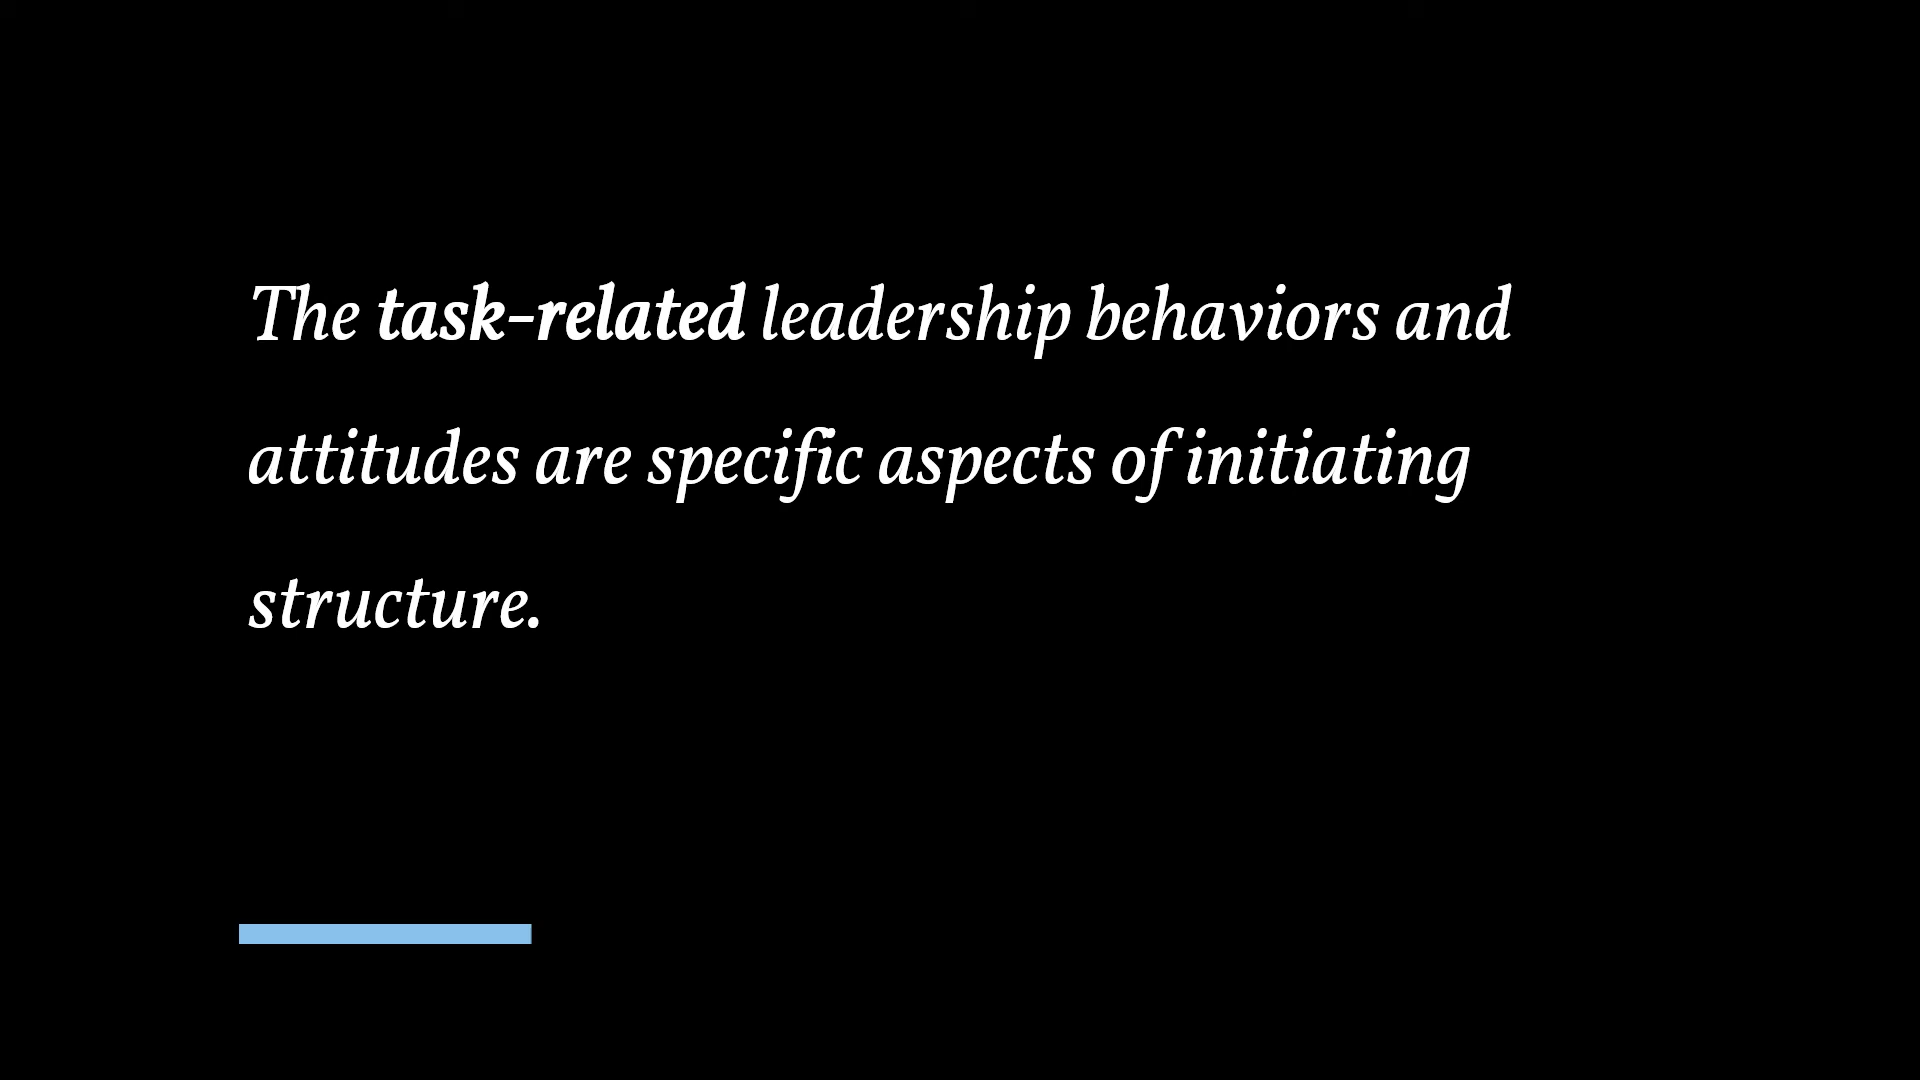 The task-related leadership behaviors and
attitudes are specific aspects of initiating
structure.